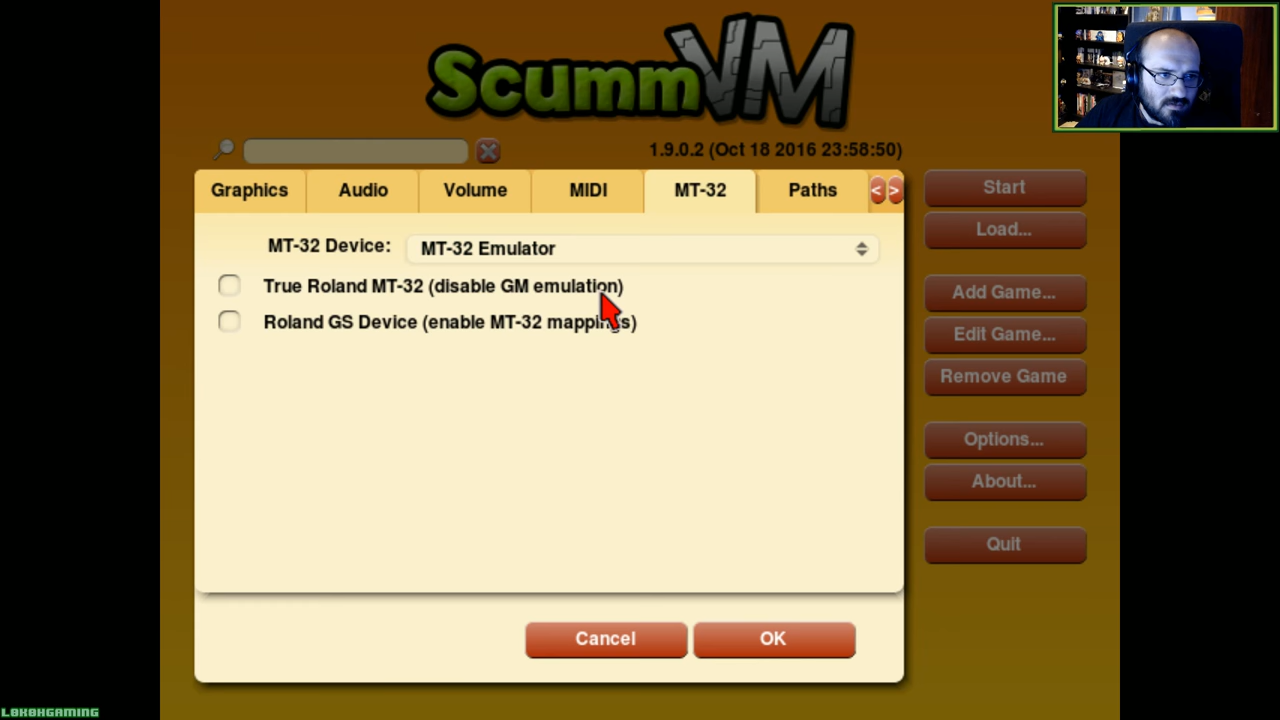 ScummVM
1.9.0.2 (Oct 18 2016 23:58:50)
Graphics Audio Volume MIDI MT-32 Paths < >
MT-32 Device: MT-32 Emulator
True Roland MT-32 (disable GM emulation)
Roland GS Device (enable MT-32 mappings)
Cancel OK
Start
Load...
Add Game...
Edit Game...
Remove Game
Options...
About...
Quit
L0K0HGAMING